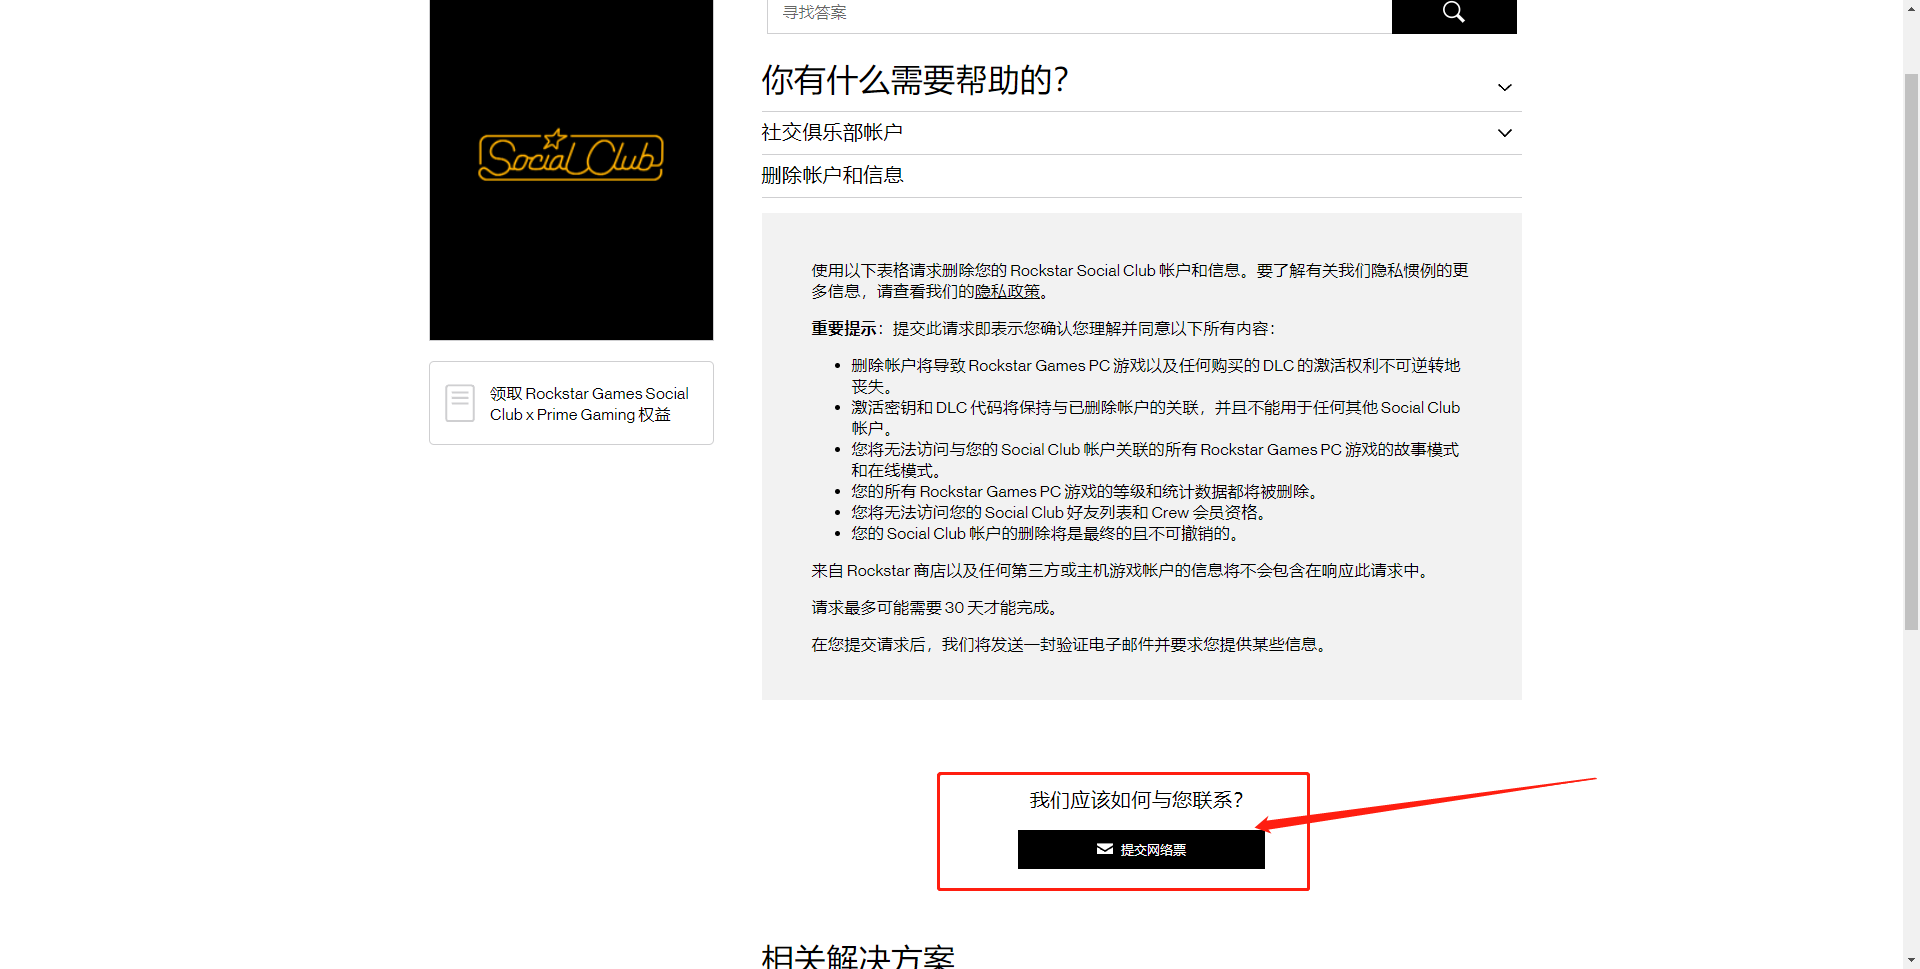 寻找答案
你有什么需要帮助的?
Social Club
社交俱乐部帐户
删除帐户和信息
使用以下表格请求删除您的 Rockstar Social Club 帐户和信息。要了解有关我们隐私惯例的更
多信息，请查看我们的隐私政策。
重要提示：提交此请求即表示您确认您理解并同意以下所有内容：
删除帐户将导致 Rockstar Games PC 游戏以及任何购买的 DLC 的激活权利不可逆转地
丧失。
激活密钥和 DLC 代码将保持与已删除帐户的关联，并且不能用于任何其他 Social Club
帐户。
您将无法访问与您的 Social Club 帐户关联的所有 Rockstar Games PC 游戏的故事模式
和在线模式。
您的所有 Rockstar Games PC 游戏的等级和统计数据都将被删除。
您将无法访问您的 Social Club 好友列表和 Crew 会员资格。
您的 Social Club 帐户的删除将是最终的且不可撤销的。
来自 Rockstar 商店以及任何第三方或主机游戏帐户的信息将不会包含在响应此请求中。
请求最多可能需要 30 天才能完成。
在您提交请求后，我们将发送一封验证电子邮件并要求您提供某些信息。
领取 Rockstar Games Social
Club x Prime Gaming 权益
我们应该如何与您联系?
提交网络票
相关解决方案